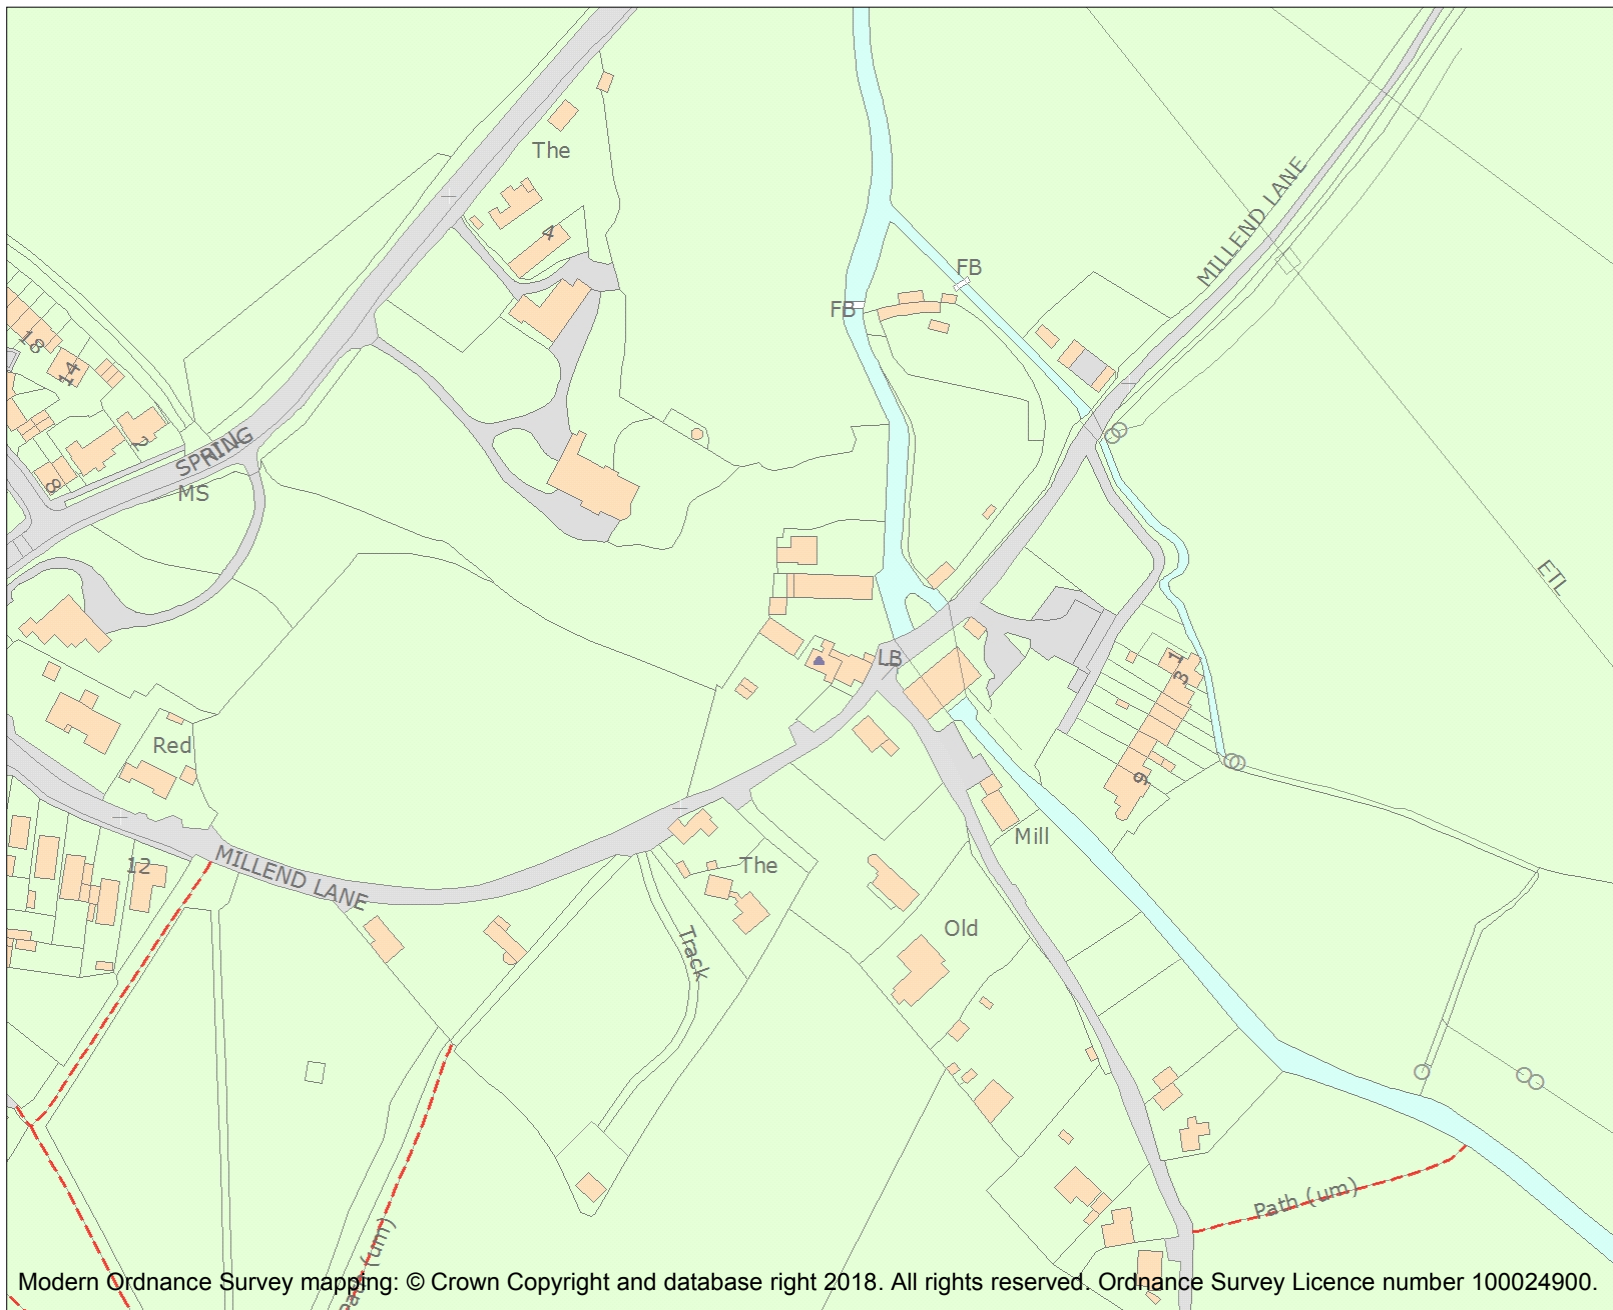 The
MILLEND LANE
4
FB
FB
18
14
2
SPRING
8
MS
ETL
LB
1
3
Red
9
12
MILLEND LANE
The
Mill
Track
Old
Path (um)
Path (um)
Modern Ordnance Survey mapping: © Crown Copyright and database right 2018. All rights reserved. Ordnance Survey Licence number 100024900.